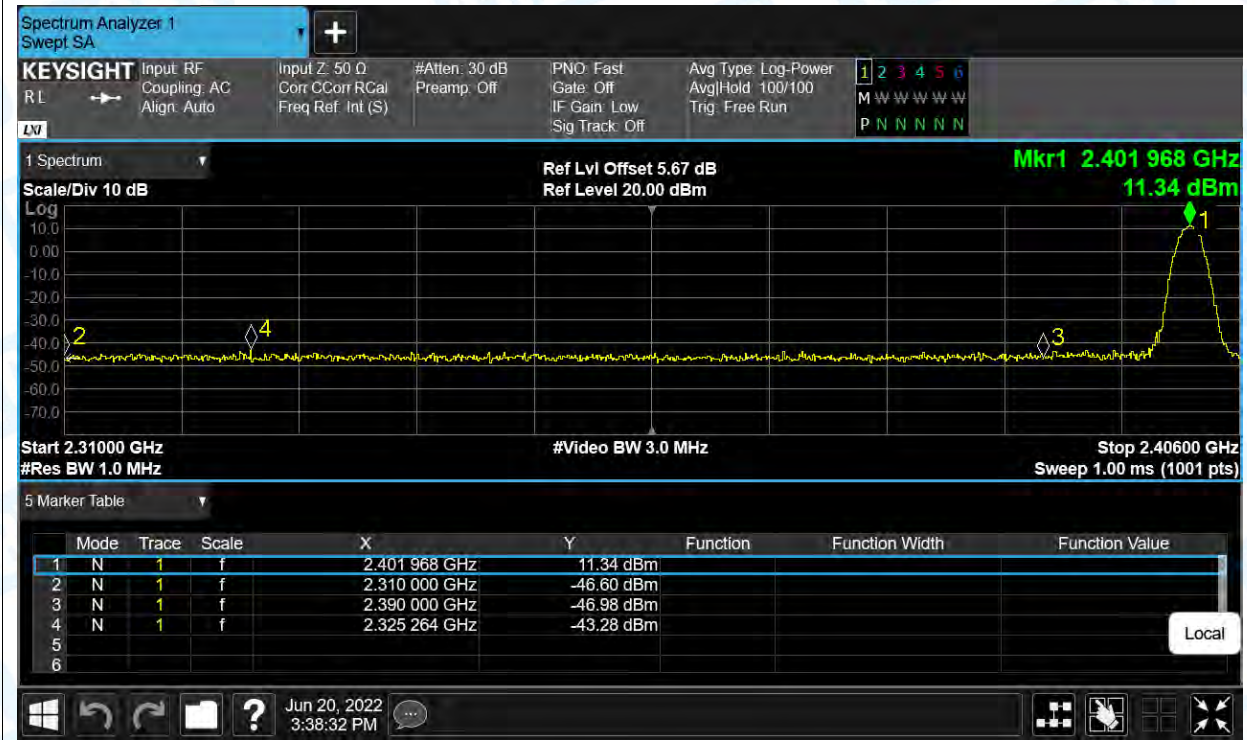 Spectrum Analyzer 1
Swept SA
+
KEYSIGHT Input: RF Input Z: 50 Ω #Atten: 30 dB PNO: Fast Avg Type: Log-Power 1 2 3 4 5 6
R L Coupling: AC Corr CCorr RCal Preamp: Off Gate: Off Avg|Hold: 100/100 M W W W W W W
Align: Auto Freq Ref: Int (S) IF Gain: Low Trig: Free Run
LXI Sig Track: Off P N N N N N N
1 Spectrum Ref Lvl Offset 5.67 dB Mkr1 2.401 968 GHz
Scale/Div 10 dB Ref Level 20.00 dBm 11.34 dBm
Log
10.0 1
0.00
-10.0
-20.0
-30.0
2 4 3
-40.0
-50.0
-60.0
-70.0
Start 2.31000 GHz #Video BW 3.0 MHz Stop 2.40600 GHz
#Res BW 1.0 MHz Sweep 1.00 ms (1001 pts)
5 Marker Table
Mode Trace Scale X Y Function Function Width Function Value
1 N 1 f 2.401 968 GHz 11.34 dBm
2 N 1 f 2.310 000 GHz -46.60 dBm
3 N 1 f 2.390 000 GHz -46.98 dBm
4 N 1 f 2.325 264 GHz -43.28 dBm
5
6
Local
? Jun 20, 2022
3:38:32 PM